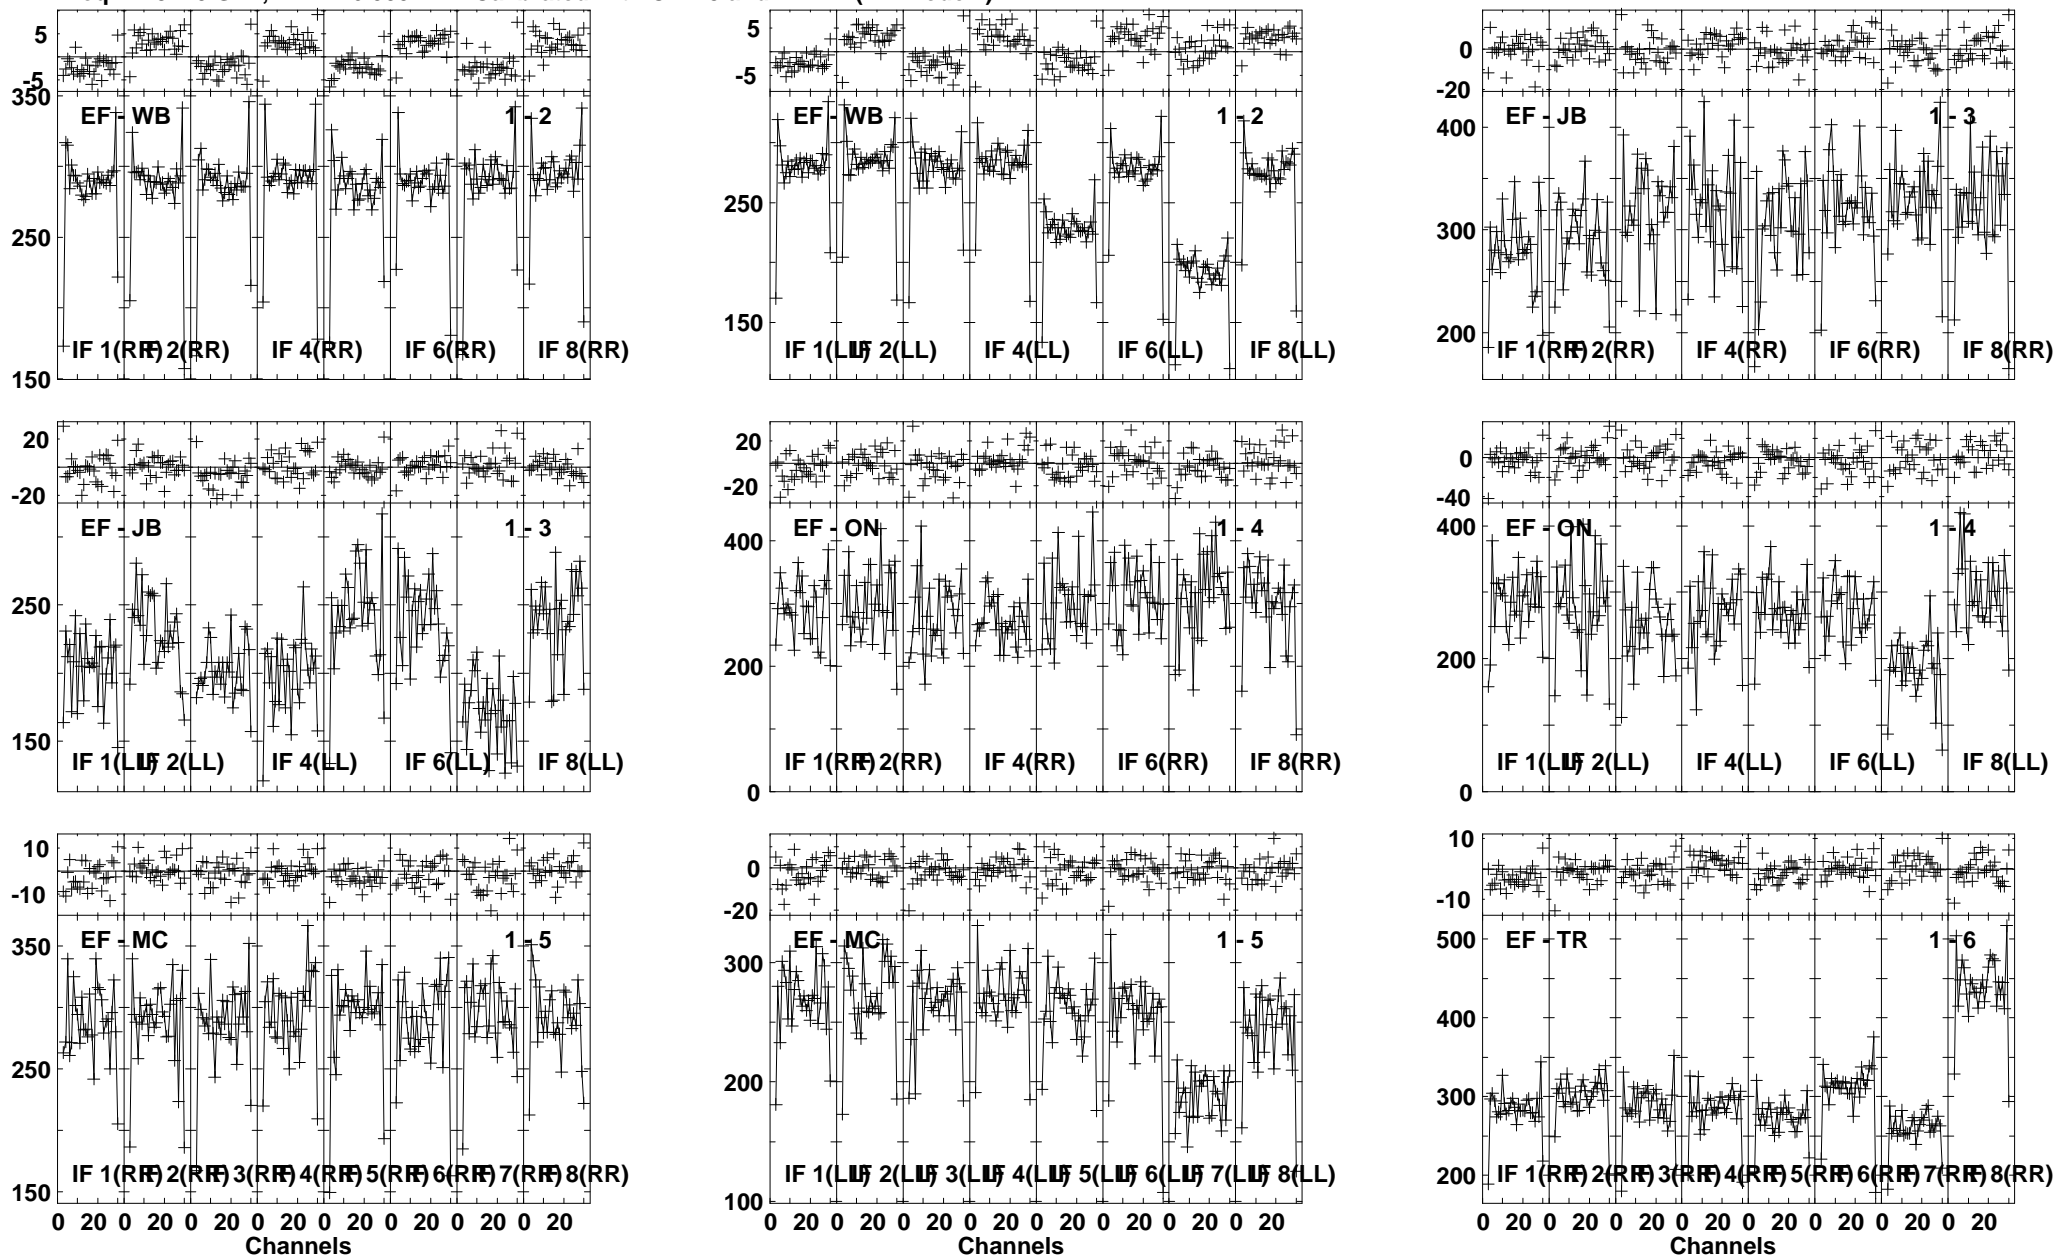 5 5 0
-5 -5 -20
350 EF - WB 1 - 2 EF - WB 1 - 2 400 EF - JB 1 - 3
250 250 300
150 200
IF 1(RR) IF 2(RR) IF 4(RR) IF 6(RR) IF 8(RR) IF 1(LL) IF 2(LL) IF 4(LL) IF 6(LL) IF 8(LL) IF 1(RR) IF 2(RR) IF 4(RR) IF 6(RR) IF 8(RR)
150
20 20 0
-20 -20 -40
EF - JB 1 - 3 400 EF - ON 1 - 4 400 EF - ON 1 - 4
250 200 200
150
IF 1(LL) IF 2(LL) IF 4(LL) IF 6(LL) IF 8(LL) IF 1(RR) IF 2(RR) IF 4(RR) IF 6(RR) IF 8(RR) IF 1(LL) IF 2(LL) IF 4(LL) IF 6(LL) IF 8(LL)
0 0
10 0 10
-10 -20 -10
350 EF - MC 1 - 5 300 EF - MC 1 - 5 500 EF - TR 1 - 6
400
250 200 300
150 100 200
IF 1(RR) IF 2(RR) IF 3(RR) IF 4(RR) IF 5(RR) IF 6(RR) IF 7(RR) IF 8(RR) IF 1(LL) IF 2(LL) IF 3(LL) IF 4(LL) IF 5(LL) IF 6(LL) IF 7(LL) IF 8(LL) IF 1(RR) IF 2(RR) IF 3(RR) IF 4(RR) IF 5(RR) IF 6(RR) IF 7(RR) IF 8(RR)
0 20 0 20 0 20 0 20 0 20 0 20 0 20 0 20 0 20 0 20 0 20 0 20 0 20 0 20 0 20 0 20 0 20 0 20 0 20 0 20 0 20 0 20 0 20 0 20
Channels Channels Channels